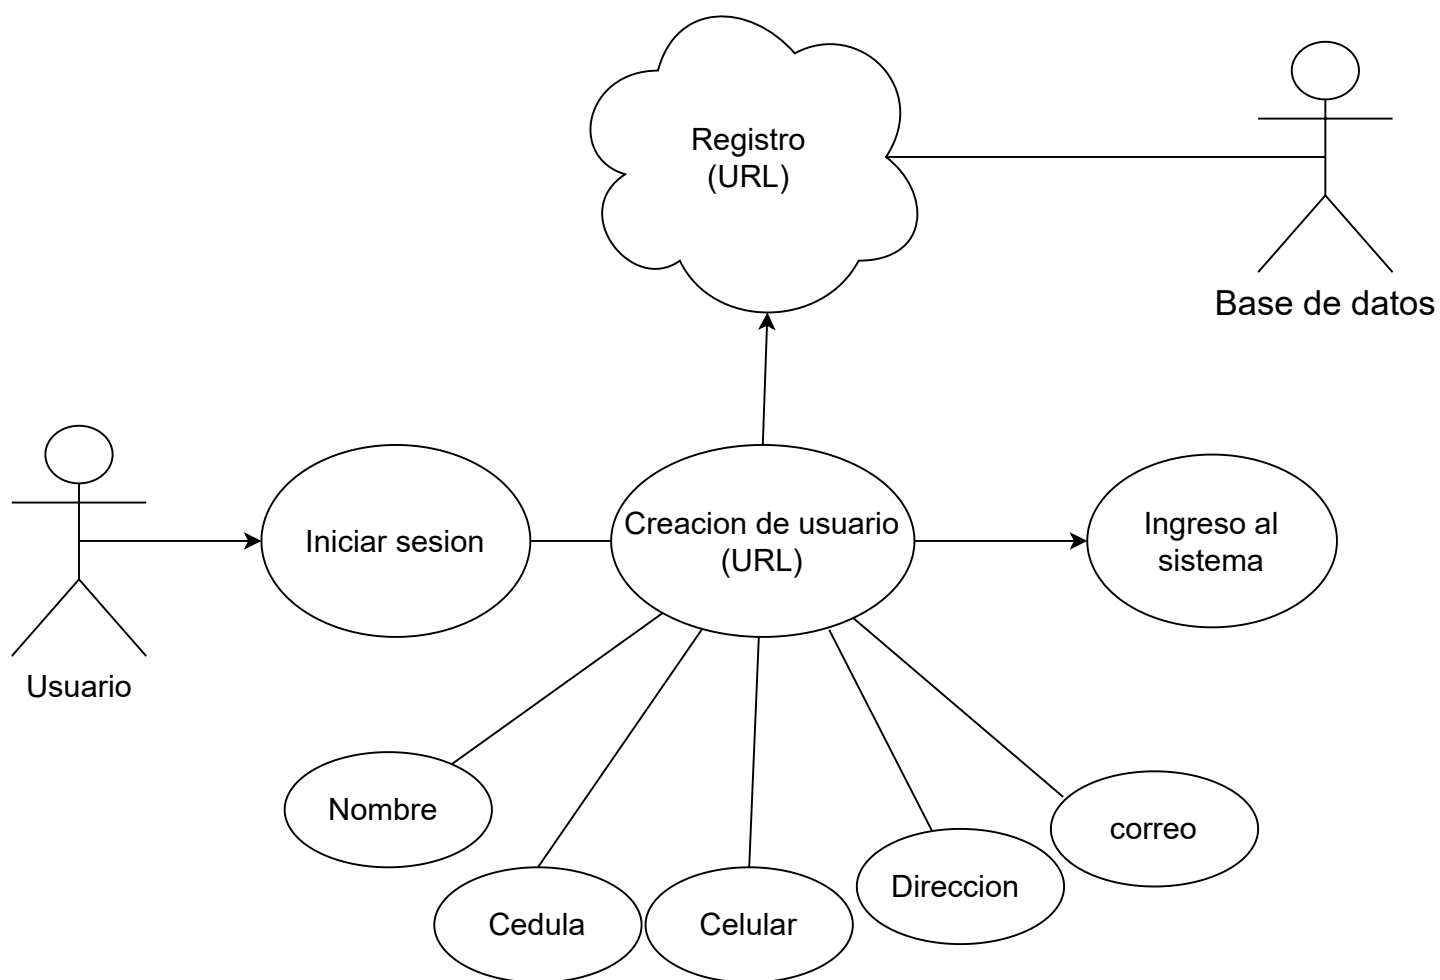 Registro
(URL)
Base de datos
Iniciar sesion
Creacion de usuario
(URL)
Ingreso al
sistema
Usuario
Nombre
correo
Direccion
Cedula
Celular